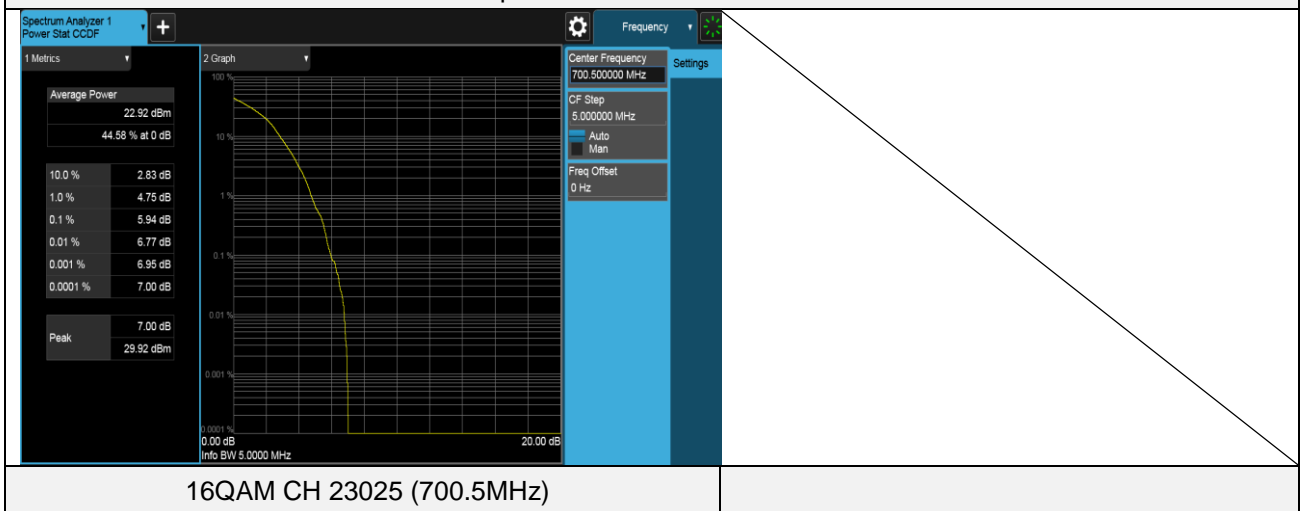 Spectrum Analyzer 1
Power Stat CCDF
Frequency
1 Metrics
2 Graph
Average Power
22.92 dBm
44.58 % at 0 dB
10.0 % 2.83 dB
1.0 % 4.75 dB
0.1 % 5.94 dB
0.01 % 6.77 dB
0.001 % 6.95 dB
0.0001 % 7.00 dB
Peak
7.00 dB
29.92 dBm
100 %
10 %
1 %
0.1 %
0.01 %
0.001 %
0.0001 %
0.00 dB 20.00 dB
Info BW 5.0000 MHz
Center Frequency
700.500000 MHz
Settings
CF Step
5.000000 MHz
Auto
Man
Freq Offset
0 Hz
16QAM CH 23025 (700.5MHz)